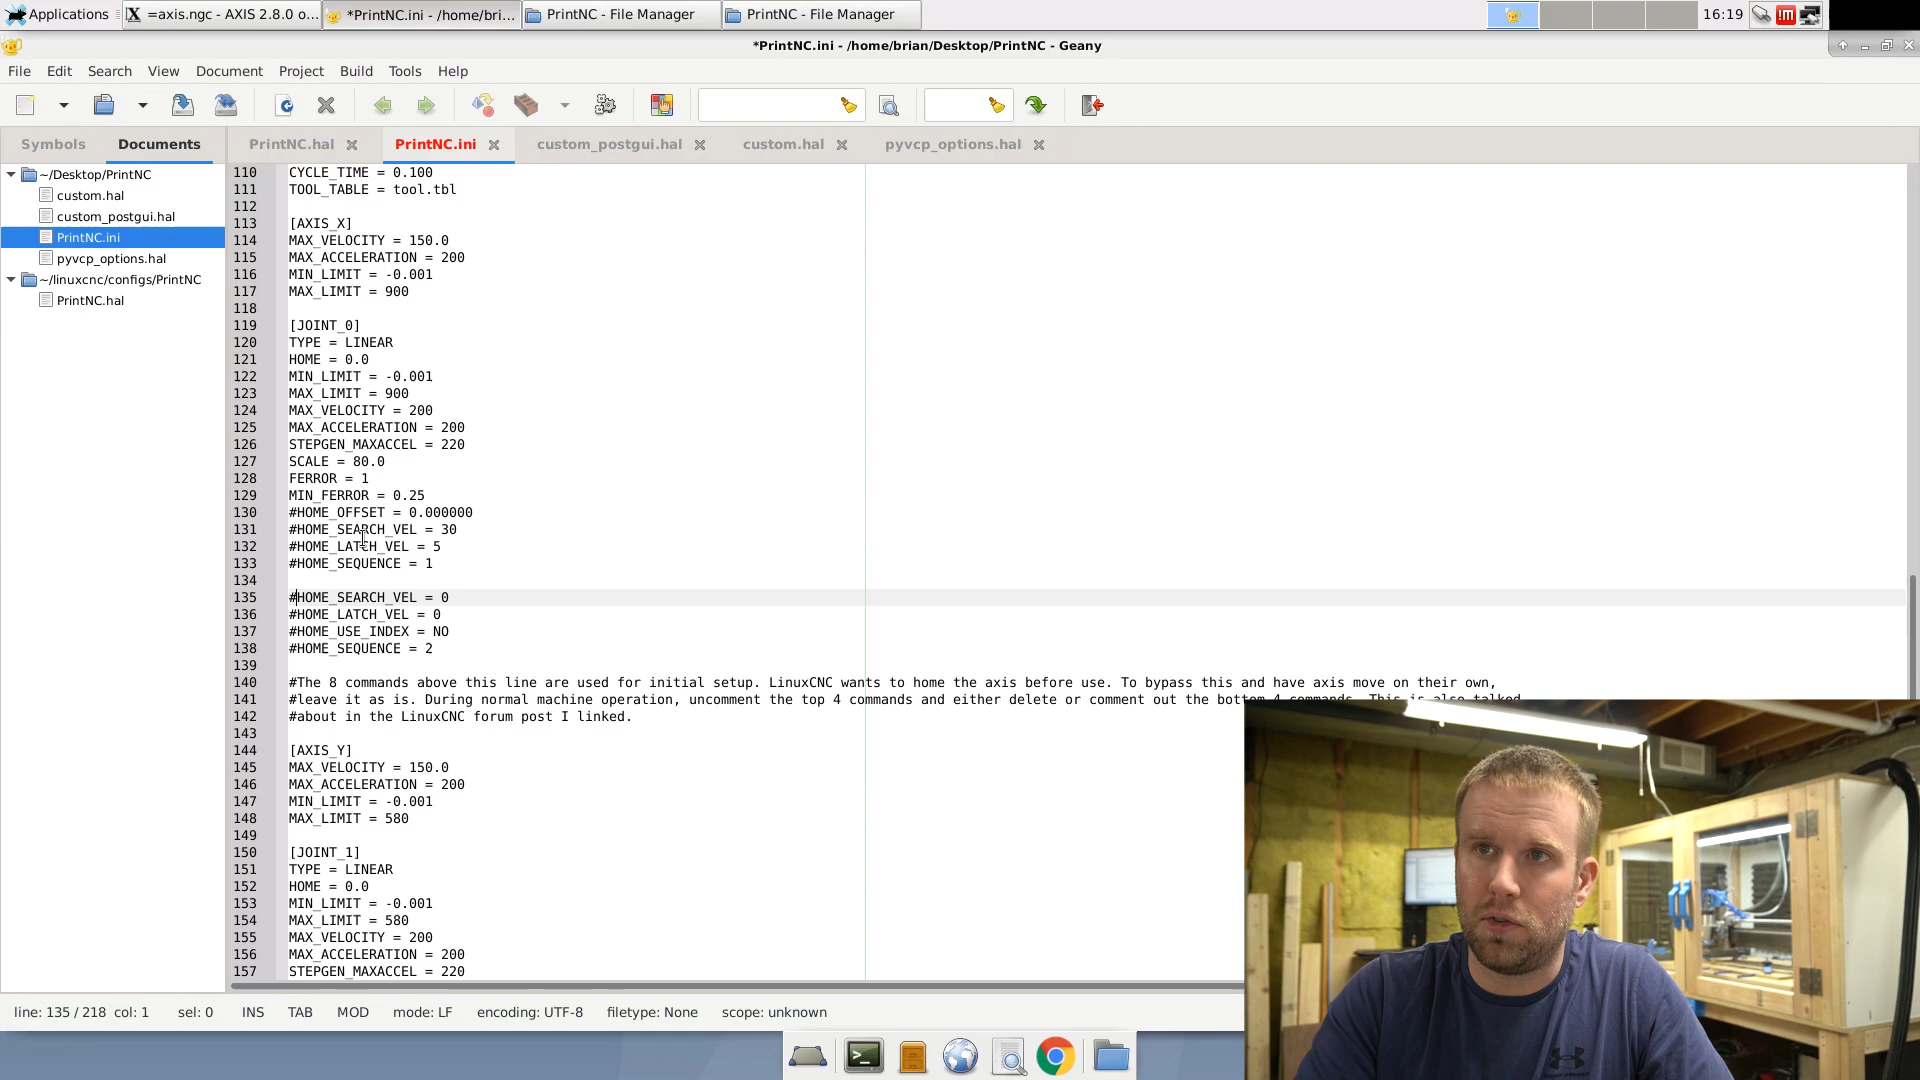 Applications
=axis.ngc - AXIS 2.8.0 o...
*PrintNC.ini - /home/bri...
PrintNC - File Manager
PrintNC - File Manager
16:19
!m
*PrintNC.ini - /home/brian/Desktop/PrintNC - Geany
File Edit Search View Document Project Build Tools Help
Symbols Documents
PrintNC.hal PrintNC.ini custom_postgui.hal custom.hal pyvcp_options.hal
~/Desktop/PrintNC
custom.hal
custom_postgui.hal
PrintNC.ini
pyvcp_options.hal
~/linuxcnc/configs/PrintNC
PrintNC.hal
110 CYCLE_TIME = 0.100
111 TOOL_TABLE = tool.tbl
112
113 [AXIS_X]
114 MAX_VELOCITY = 150.0
115 MAX_ACCELERATION = 200
116 MIN_LIMIT = -0.001
117 MAX_LIMIT = 900
118
119 [JOINT_0]
120 TYPE = LINEAR
121 HOME = 0.0
122 MIN_LIMIT = -0.001
123 MAX_LIMIT = 900
124 MAX_VELOCITY = 200
125 MAX_ACCELERATION = 200
126 STEPGEN_MAXACCEL = 220
127 SCALE = 80.0
128 FERROR = 1
129 MIN_FERROR = 0.25
130 #HOME_OFFSET = 0.000000
131 #HOME_SEARCH_VEL = 30
132 #HOME_LATCH_VEL = 5
133 #HOME_SEQUENCE = 1
134
135 #HOME_SEARCH_VEL = 0
136 #HOME_LATCH_VEL = 0
137 #HOME_USE_INDEX = NO
138 #HOME_SEQUENCE = 2
139
140 #The 8 commands above this line are used for initial setup. LinuxCNC wants to home the axis before use. To bypass this and have axis move on their own,
141 #leave it as is. During normal machine operation, uncomment the top 4 commands and either delete or comment out the bottom 4 commands. This is also talked
142 #about in the LinuxCNC forum post I linked.
143
144 [AXIS_Y]
145 MAX_VELOCITY = 150.0
146 MAX_ACCELERATION = 200
147 MIN_LIMIT = -0.001
148 MAX_LIMIT = 580
149
150 [JOINT_1]
151 TYPE = LINEAR
152 HOME = 0.0
153 MIN_LIMIT = -0.001
154 MAX_LIMIT = 580
155 MAX_VELOCITY = 200
156 MAX_ACCELERATION = 200
157 STEPGEN_MAXACCEL = 220
line: 135 / 218 col: 1 sel: 0 INS TAB MOD mode: LF encoding: UTF-8 filetype: None scope: unknown